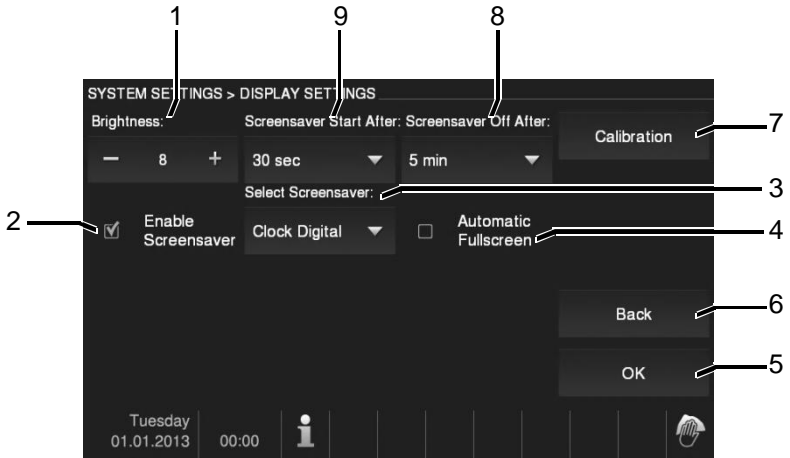 1 9 8
SYSTEM SETTINGS > DISPLAY SETTINGS
Brightness: Screensaver Start After: Screensaver Off After:
Calibration 7
− 8 + 30 sec 5 min
Select Screensaver: 3
2 Enable Screensaver Clock Digital Automatic Fullscreen 4
Back 6
OK 5
Tuesday
01.01.2013 00:00 i